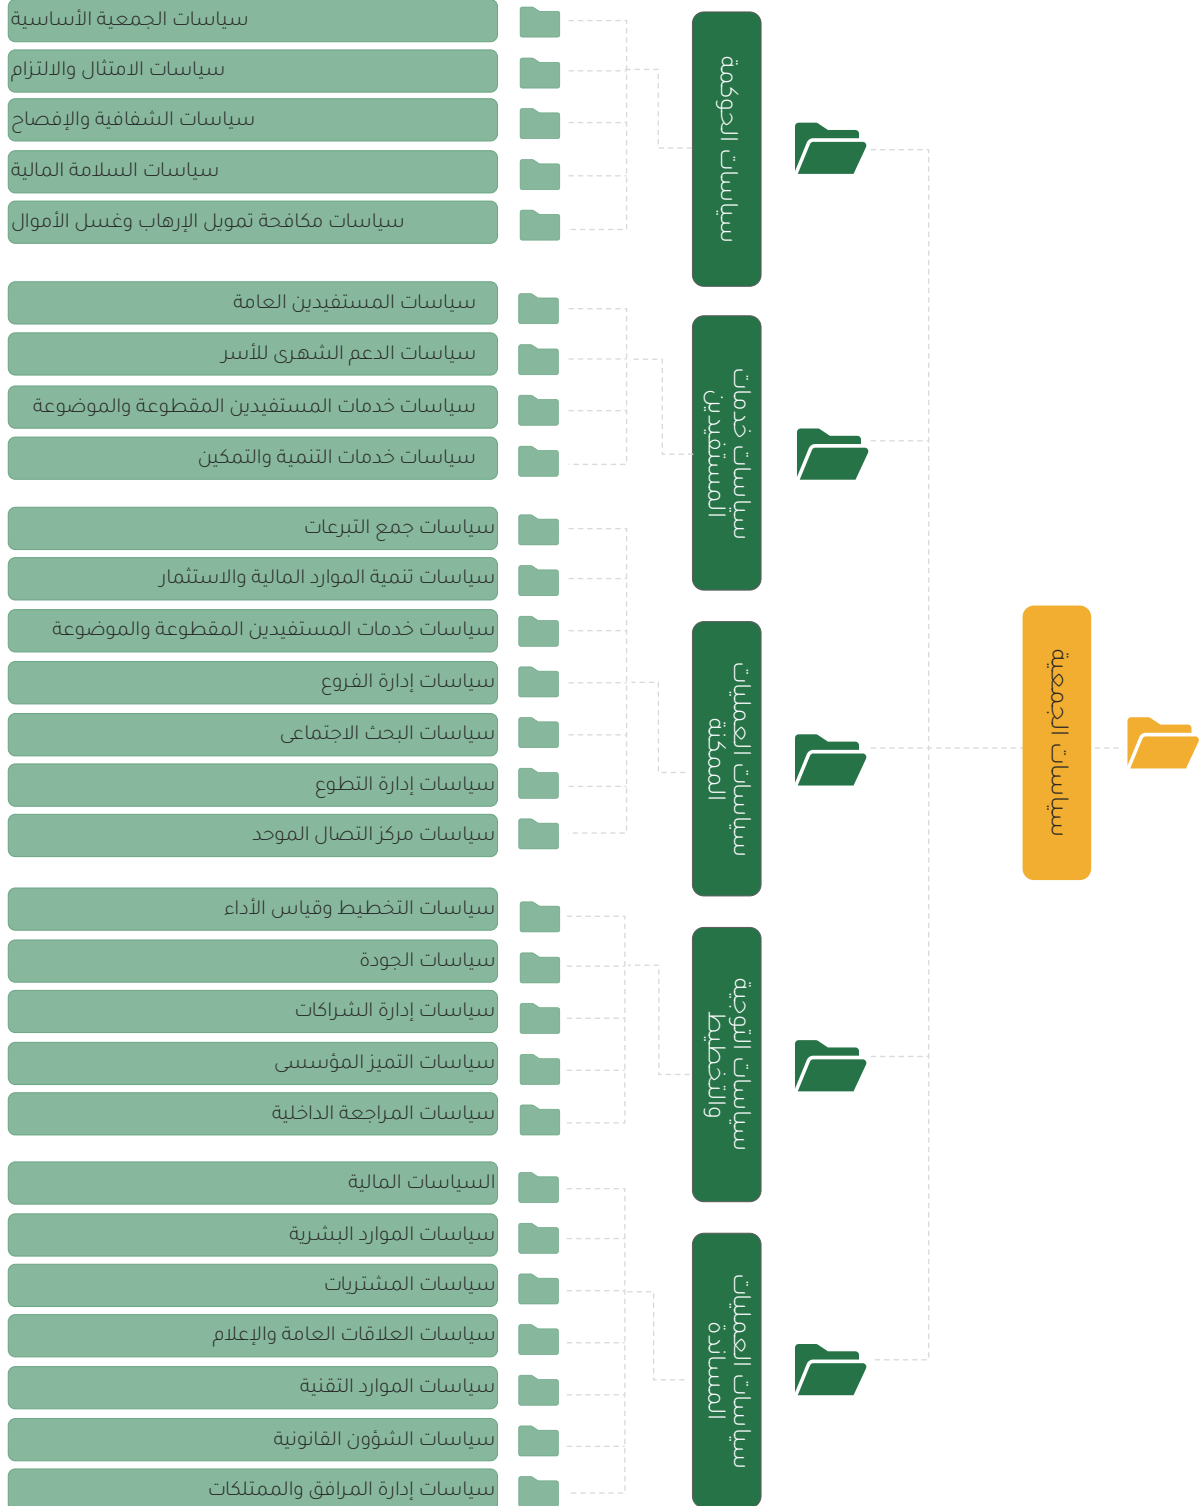 سياسات الجمعية
سياسات الحوكمة
سياسات الجمعية الأساسية
سياسات الامتثال والالتزام
سياسات الشفافية والإفصاح
سياسات السلامة المالية
سياسات مكافحة تمويل الإرهاب وغسل الأموال
سياسات خدمات
المستفيدين
سياسات المستفيدين العامة
سياسات الدعم الشهرى للأسر
سياسات خدمات المستفيدين المقطوعة والموضوعة
سياسات خدمات التنمية والتمكين
سياسات العمليات
الممكنة
سياسات جمع التبرعات
سياسات تنمية الموارد المالية والاستثمار
سياسات خدمات المستفيدين المقطوعة والموضوعة
سياسات إدارة الفروع
سياسات البحث الاجتماعى
سياسات إدارة التطوع
سياسات مركز التصال الموحد
سياسات التوجية
والتخطيط
سياسات التخطيط وقياس الأداء
سياسات الجودة
سياسات إدارة الشراكات
سياسات التميز المؤسسى
سياسات المراجعة الداخلية
سياسات العمليات
المساندة
السياسات المالية
سياسات الموارد البشرية
سياسات المشتريات
سياسات العلاقات العامة والإعلام
سياسات الموارد التقنية
سياسات الشؤون القانونية
سياسات إدارة المرافق والممتلكات